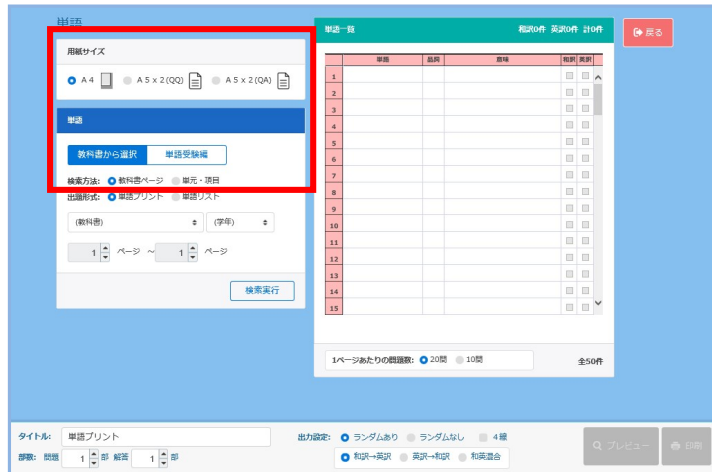 単語
用紙サイズ
A4 A5 x 2(QQ) A5 x 2(QA)
単語
教科書から選択 単語受験編
検索方法: 教科書ページ 単元・項目
出題形式: 単語プリント 単語リスト
(教科書) (学年)
1 ページ ～ 1 ページ
検索実行
単語一覧 和訳0件 英訳0件 計0件
単語 品詞 意味 和訳 英訳
1
2
3
4
5
6
7
8
9
10
11
12
13
14
15
1ページあたりの問題数: 20問 10問 全50件
戻る
タイトル: 単語プリント
部数: 問題 1 部 解答 1 部
出力設定: ランダムあり ランダムなし 4線
和訳→英訳 英訳→和訳 和英混合
プレビュー 印刷